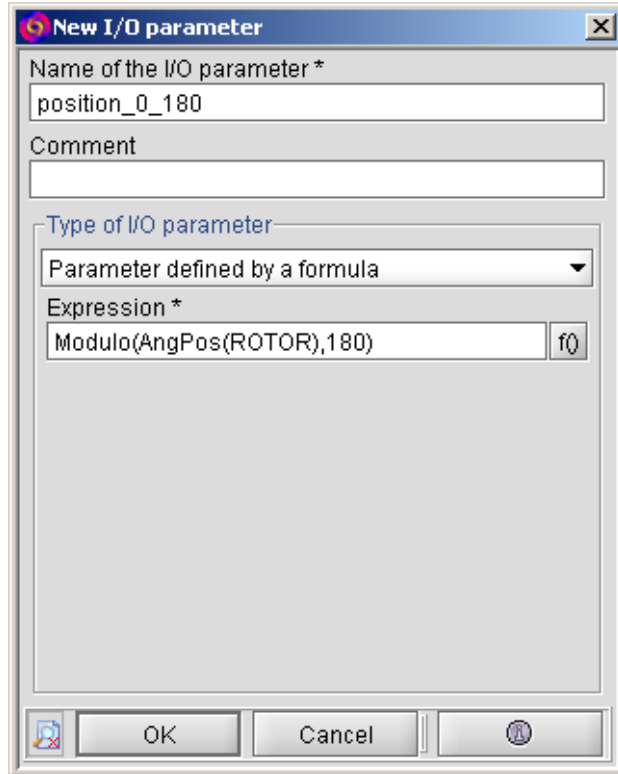 New I/O parameter
Name of the I/O parameter *
position_0_180
Comment
Type of I/O parameter
Parameter defined by a formula
Expression *
Modulo(AngPos(ROTOR),180)
f()
OK
Cancel